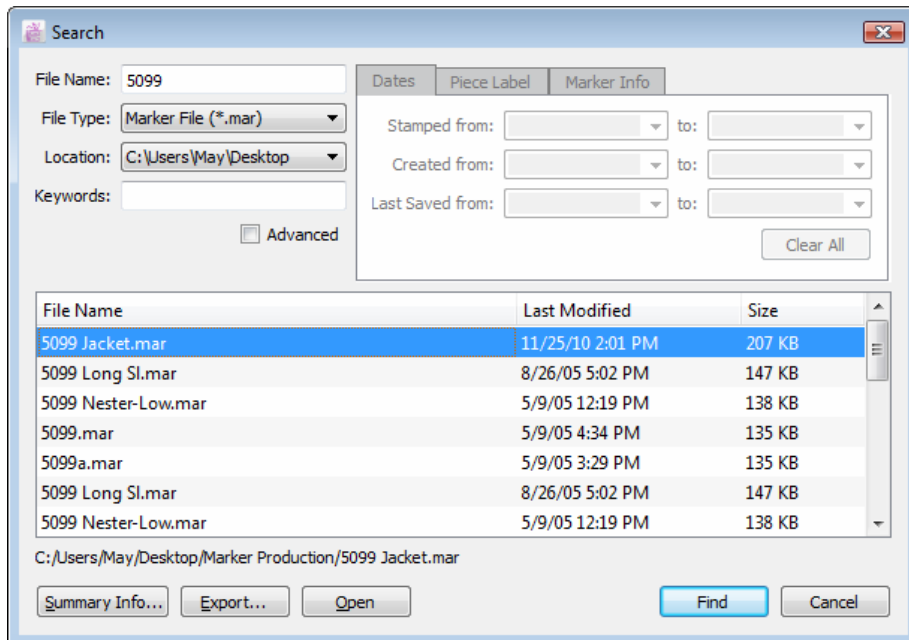 Search
File Name: 5099
File Type: Marker File (*.mar)
Location: C:\Users\May\Desktop
Keywords:
Advanced
Dates Piece Label Marker Info
Stamped from: to:
Created from: to:
Last Saved from: to:
Clear All
File Name Last Modified Size
5099 Jacket.mar 11/25/10 2:01 PM 207 KB
5099 Long Sl.mar 8/26/05 5:02 PM 147 KB
5099 Nester-Low.mar 5/9/05 12:19 PM 138 KB
5099.mar 5/9/05 4:34 PM 135 KB
5099a.mar 5/9/05 3:29 PM 135 KB
5099 Long Sl.mar 8/26/05 5:02 PM 147 KB
5099 Nester-Low.mar 5/9/05 12:19 PM 138 KB
C:/Users/May/Desktop/Marker Production/5099 Jacket.mar
Summary Info... Export... Open Find Cancel